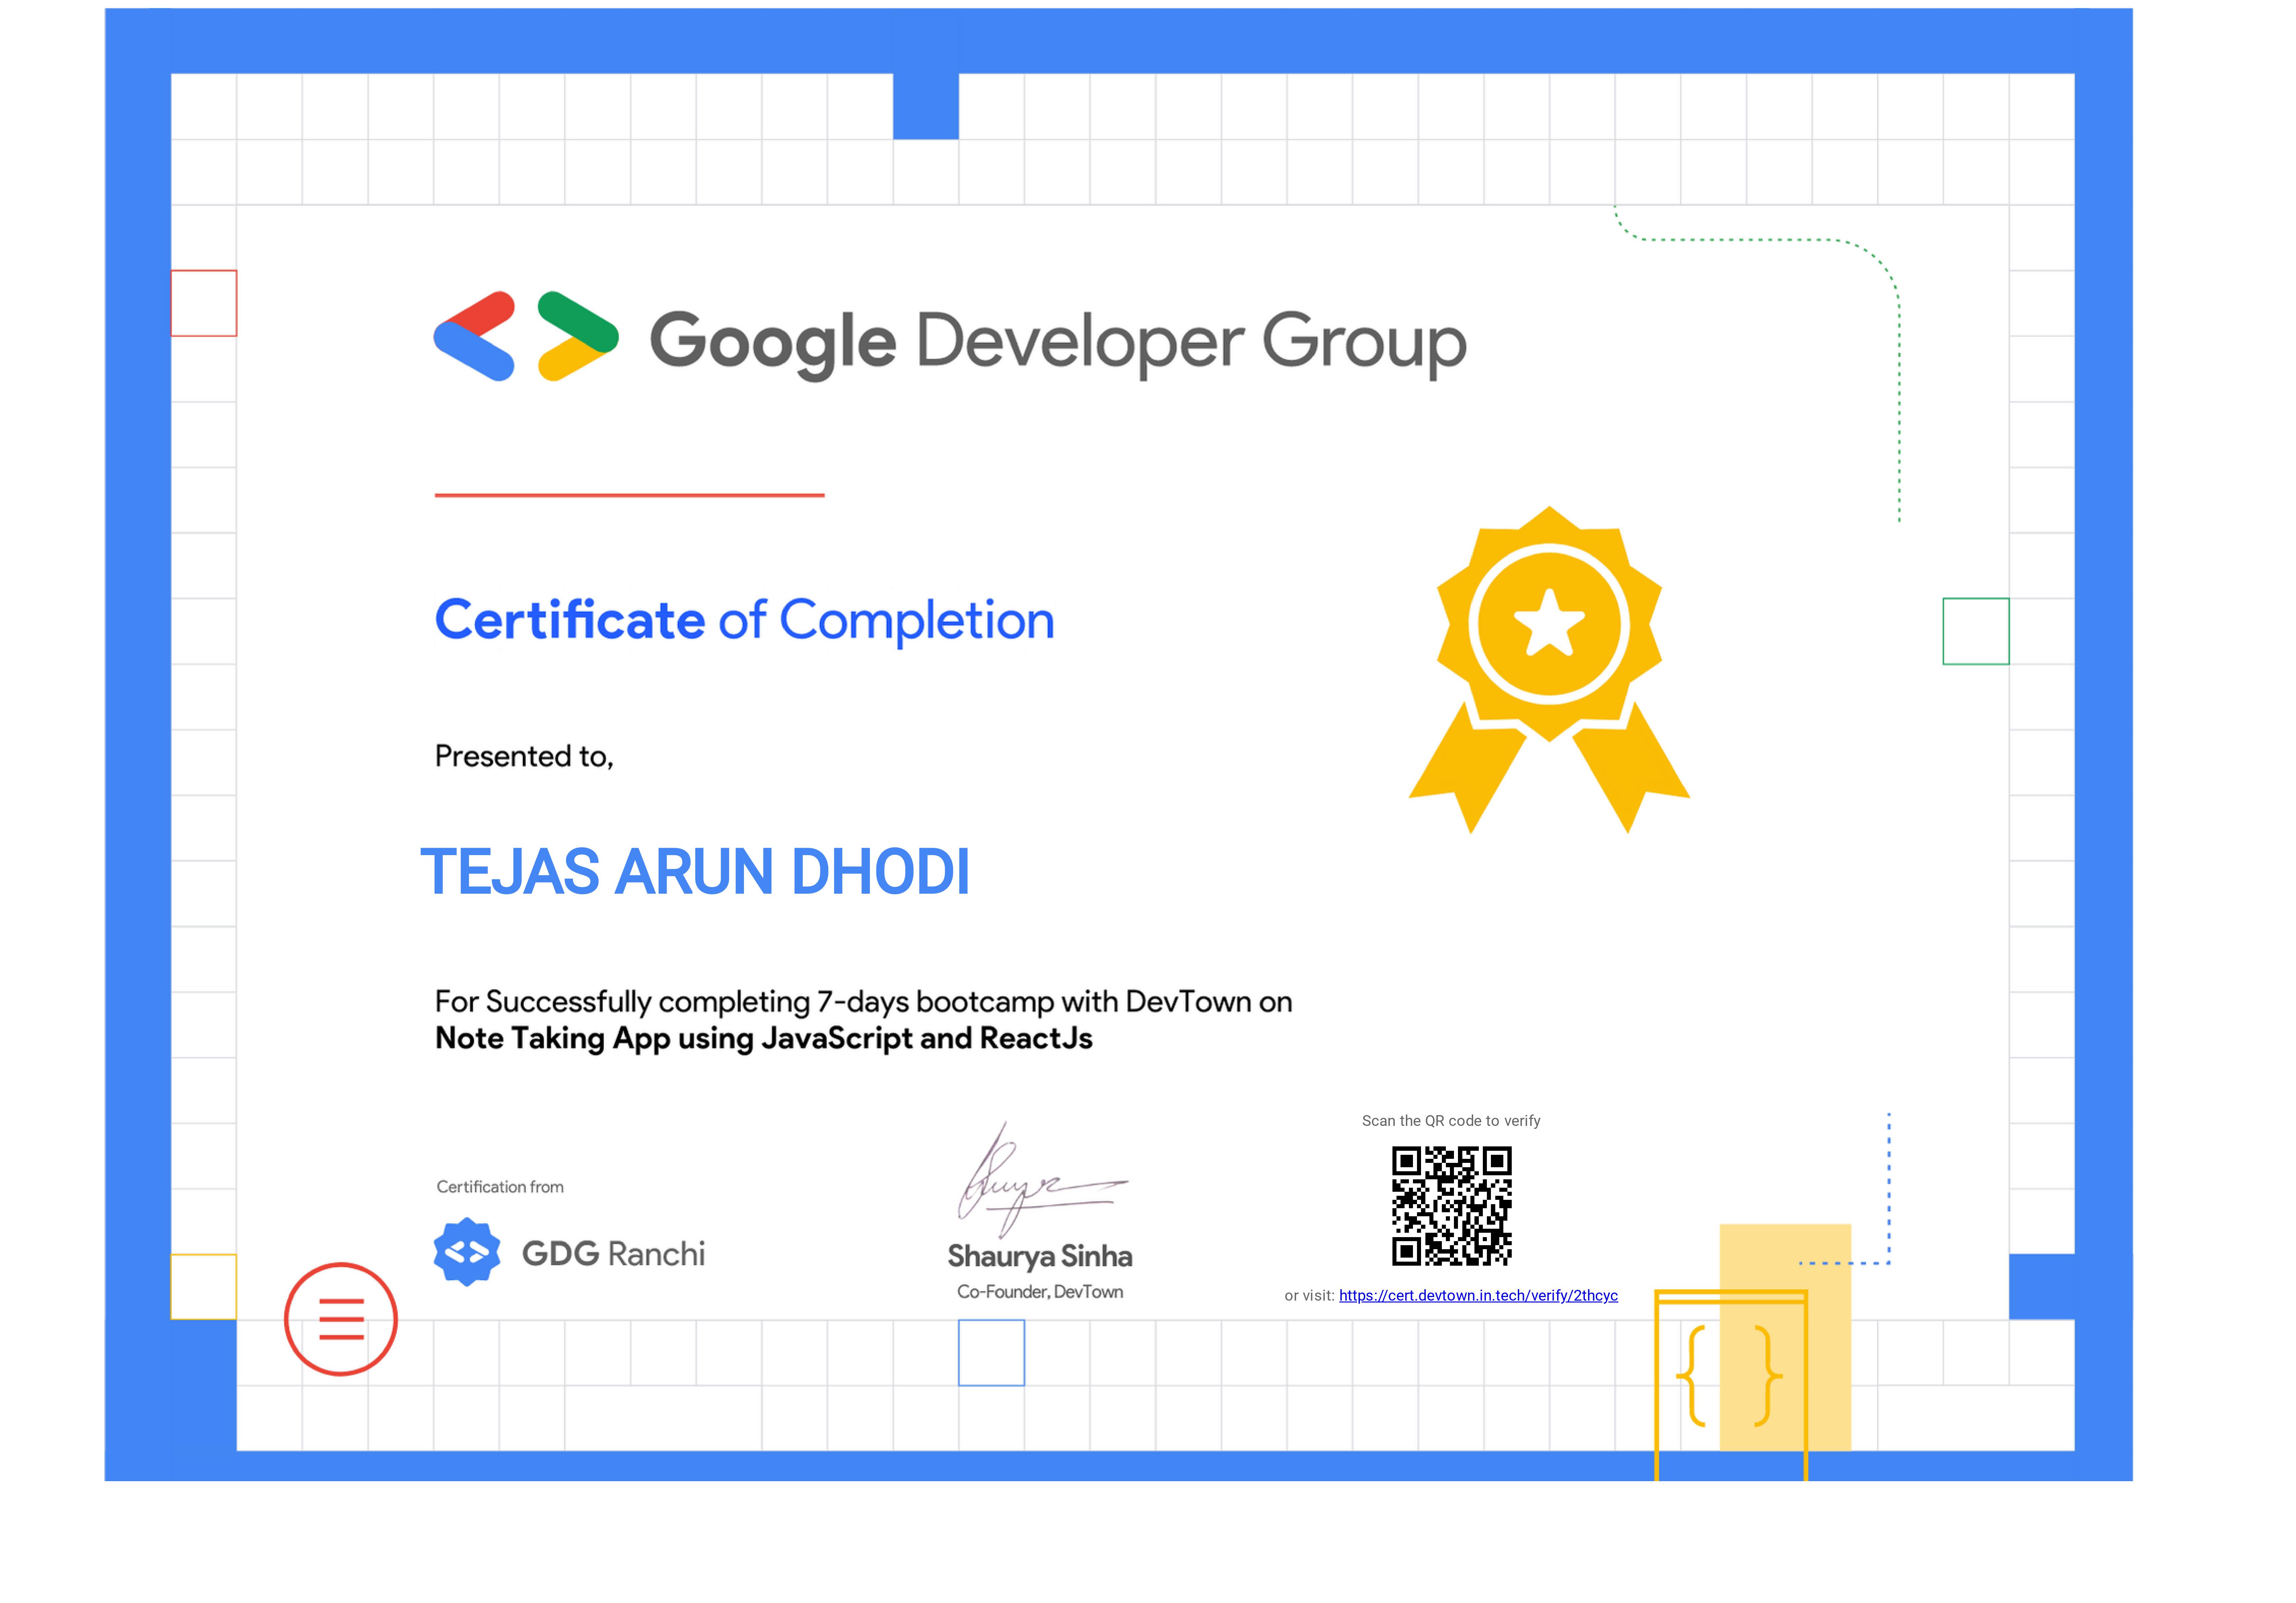 Google Developer Group
Certificate of Completion
Presented to,
TEJAS ARUN DHODI
For Successfully completing 7-days bootcamp with DevTown on
Note Taking App using JavaScript and ReactJs
Certification from
GDG Ranchi
Shaurya Sinha
Co-Founder, DevTown
Scan the QR code to verify
or visit: https://cert.devtown.in.tech/verify/2thcyc
{ }